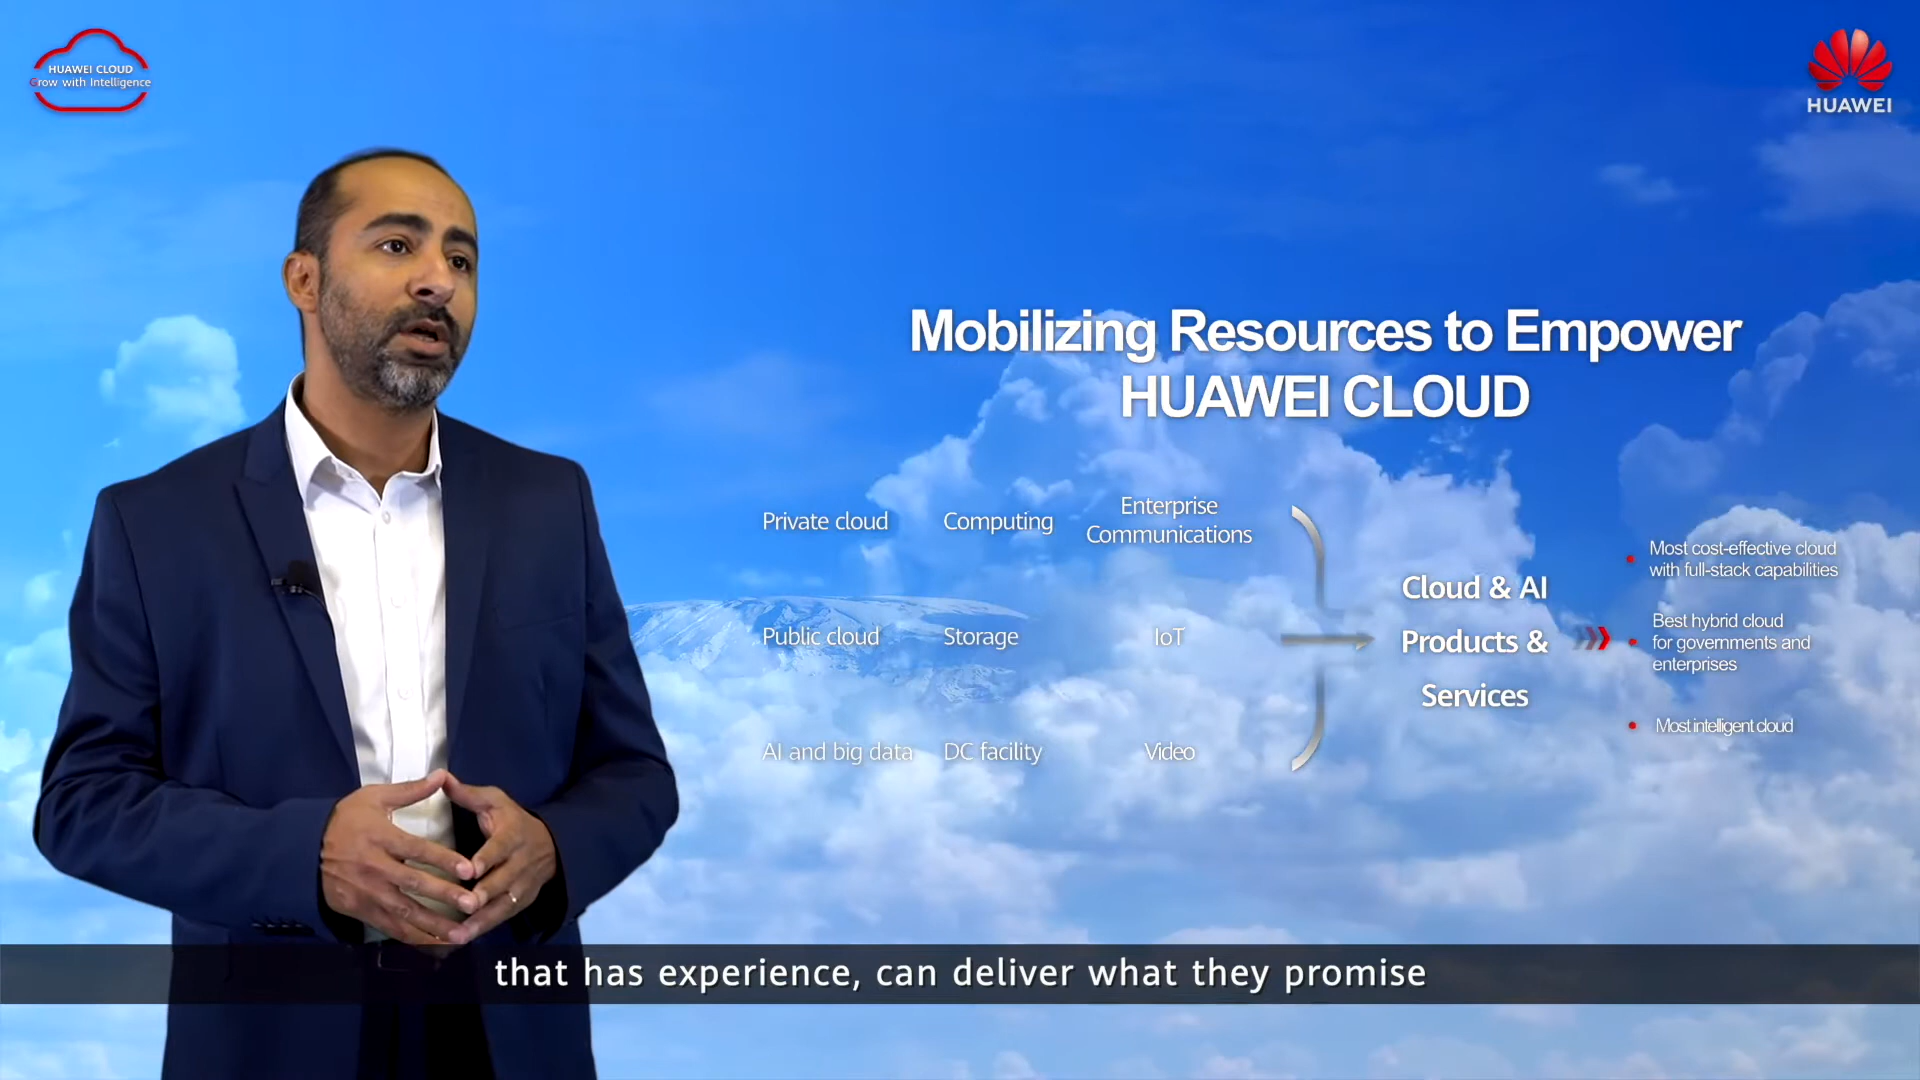 HUAWEI CLOUD
Grow with Intelligence
HUAWEI
Mobilizing Resources to Empower
HUAWEI CLOUD
Private cloud
Computing
Enterprise
Communications
Public cloud
Storage
IoT
AI and big data
DC facility
Video
Cloud & AI
Products &
Services
Most cost-effective cloud
with full-stack capabilities
Best hybrid cloud
for governments and
enterprises
Most intelligent cloud
that has experience, can deliver what they promise